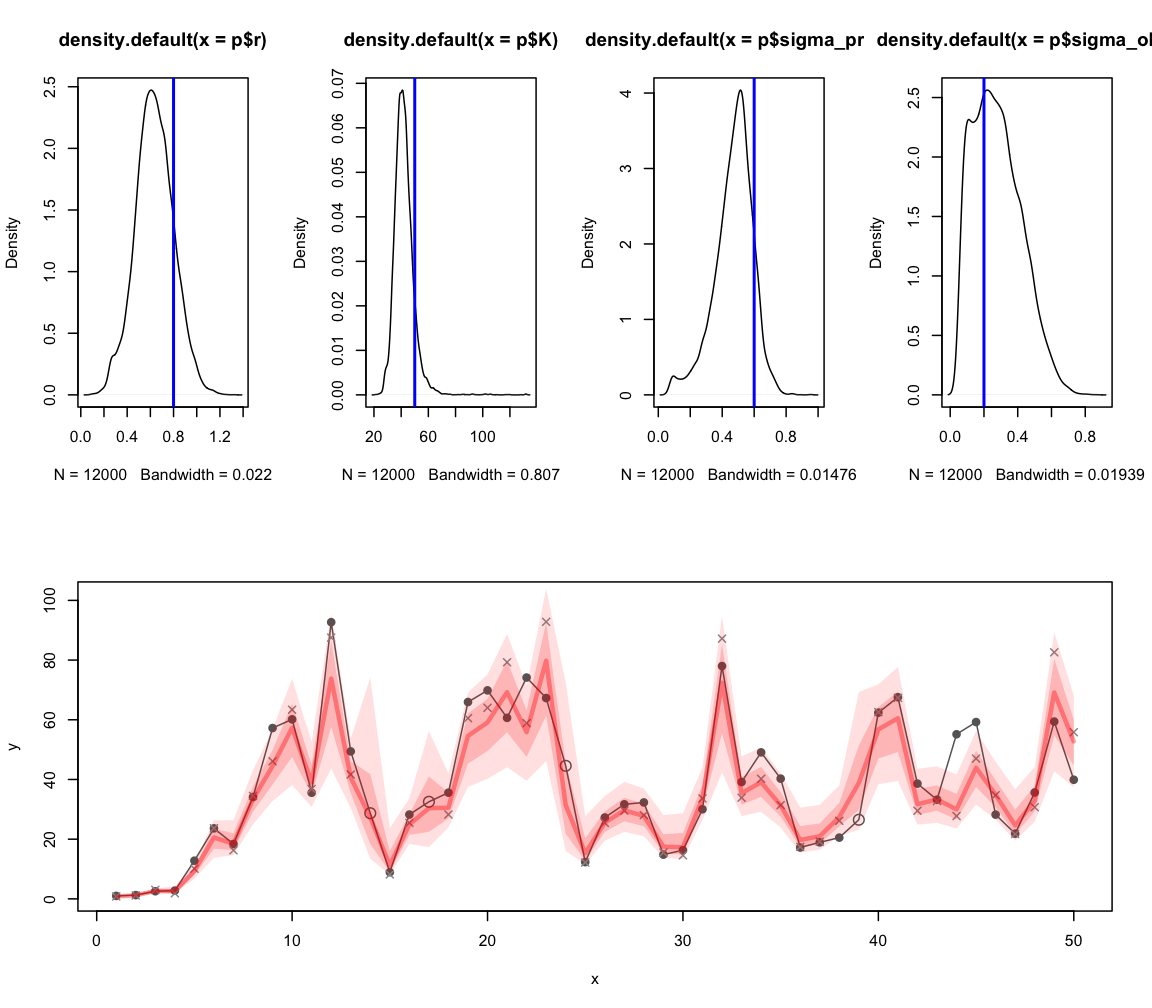 density.default(x = p$r)
density.default(x = p$K)
density.default(x = p$sigma_pr
density.default(x = p$sigma_ol
Density
0.0 0.5 1.0 1.5 2.0 2.5
0.0 0.4 0.8 1.2
N = 12000 Bandwidth = 0.022
Density
0.00 0.01 0.02 0.03 0.04 0.05 0.06 0.07
20 60 100
N = 12000 Bandwidth = 0.807
Density
0 1 2 3 4
0.0 0.4 0.8
N = 12000 Bandwidth = 0.01476
Density
0.0 0.5 1.0 1.5 2.0 2.5
0.0 0.4 0.8
N = 12000 Bandwidth = 0.01939
y
0 20 40 60 80 100
0 10 20 30 40 50
x